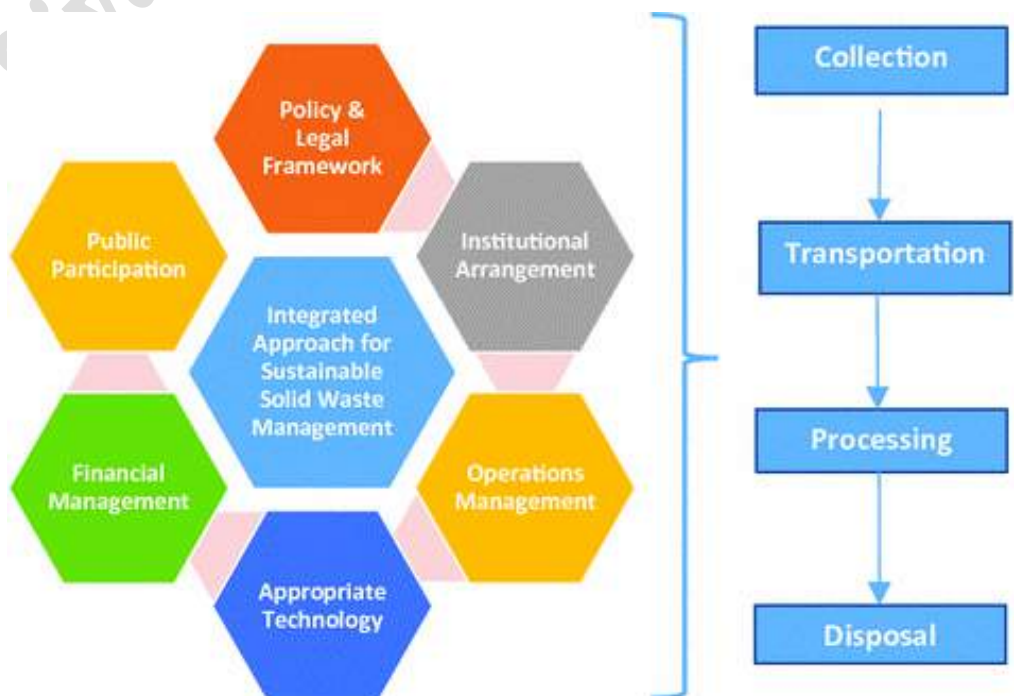 Policy &
Legal
Framework
Public
Participation
Institutional
Arrangement
Integrated
Approach for
Sustainable
Solid Waste
Management
Financial
Management
Operations
Management
Appropriate
Technology
Collection
Transportation
Processing
Disposal